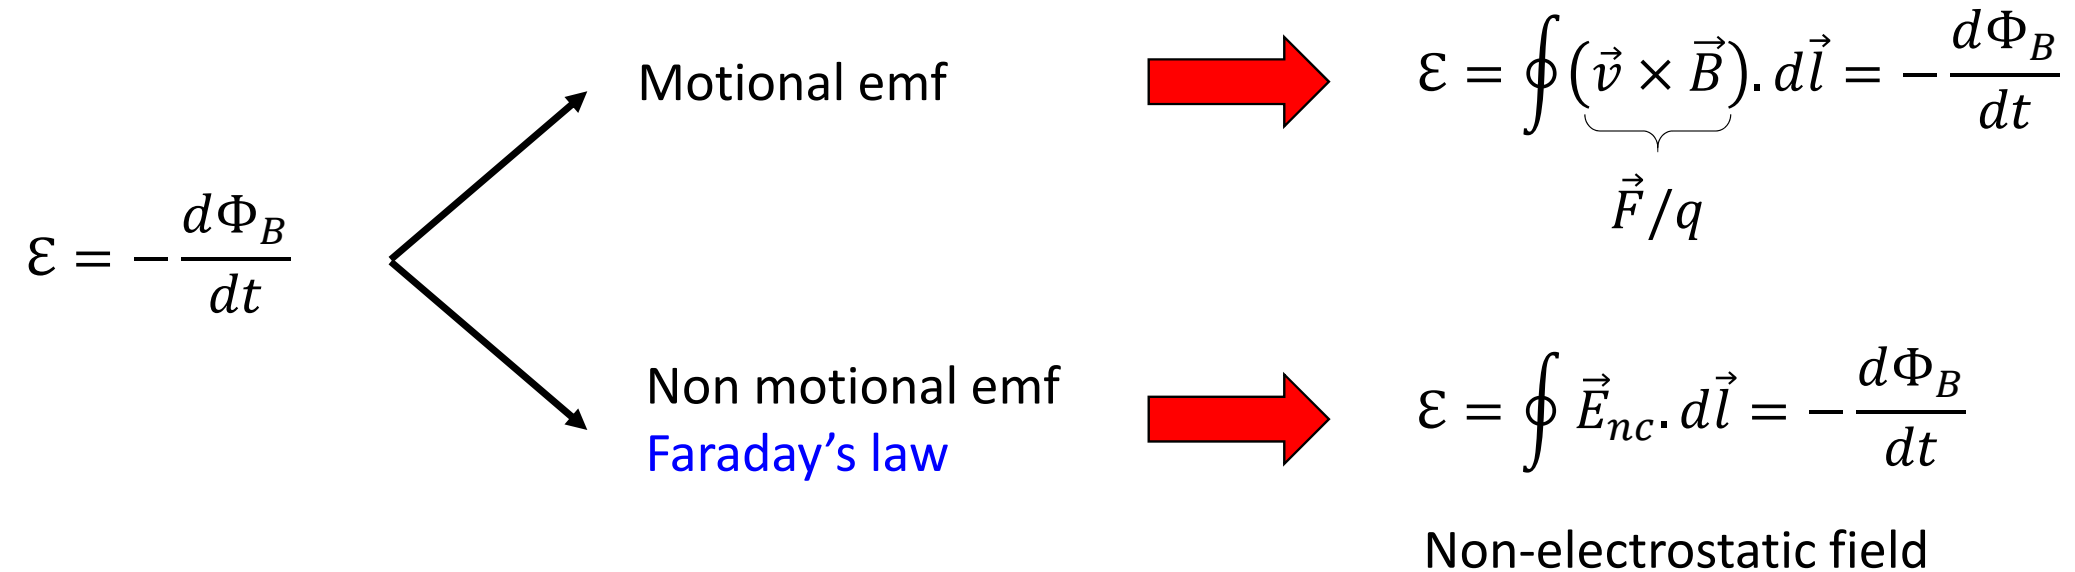 Ɛ = − dΦ_B / dt
Motional emf
Ɛ = ∮(v⃗ × B⃗). dl⃗ = − dΦ_B / dt
F⃗/q
Non motional emf
Faraday’s law
Ɛ = ∮ E⃗_nc. dl⃗ = − dΦ_B / dt
Non-electrostatic field